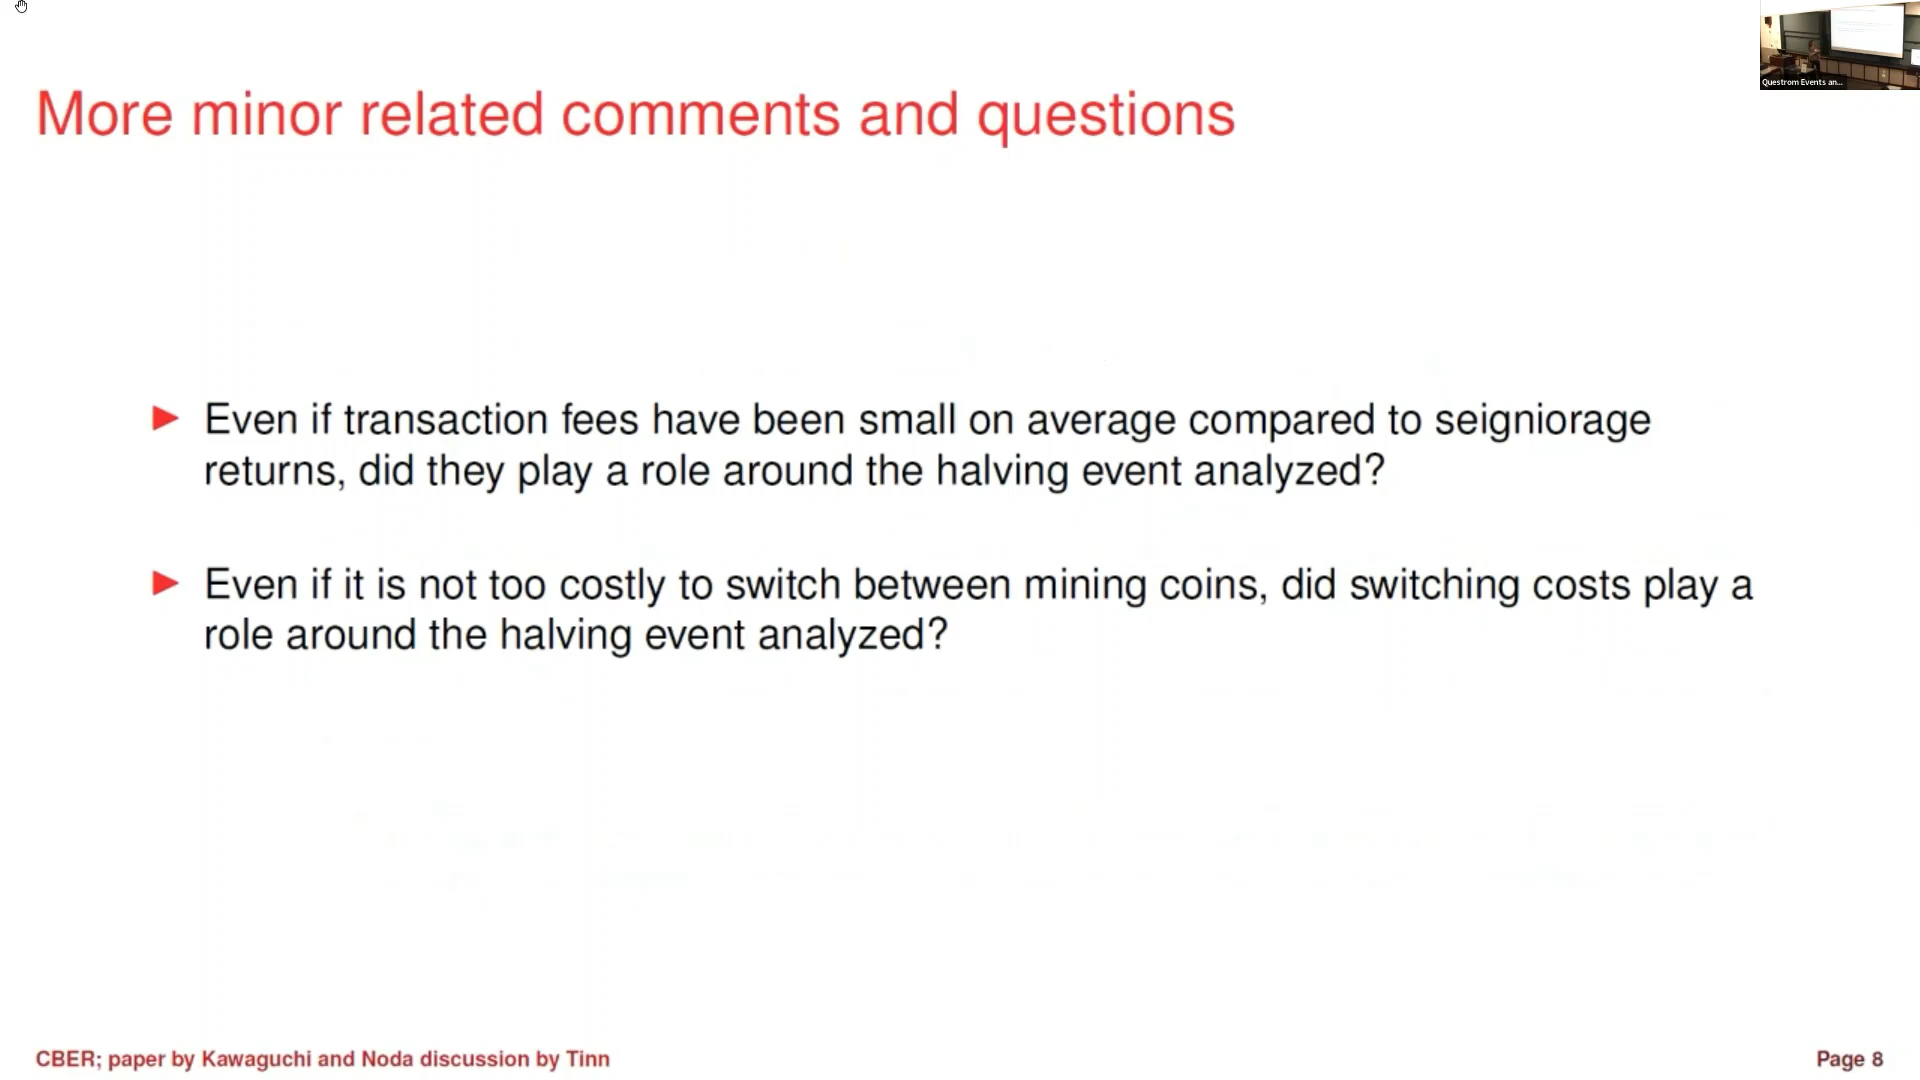 Questrom Events an...
More minor related comments and questions
Even if transaction fees have been small on average compared to seigniorage
returns, did they play a role around the halving event analyzed?
Even if it is not too costly to switch between mining coins, did switching costs play a
role around the halving event analyzed?
CBER; paper by Kawaguchi and Noda discussion by Tinn
Page 8